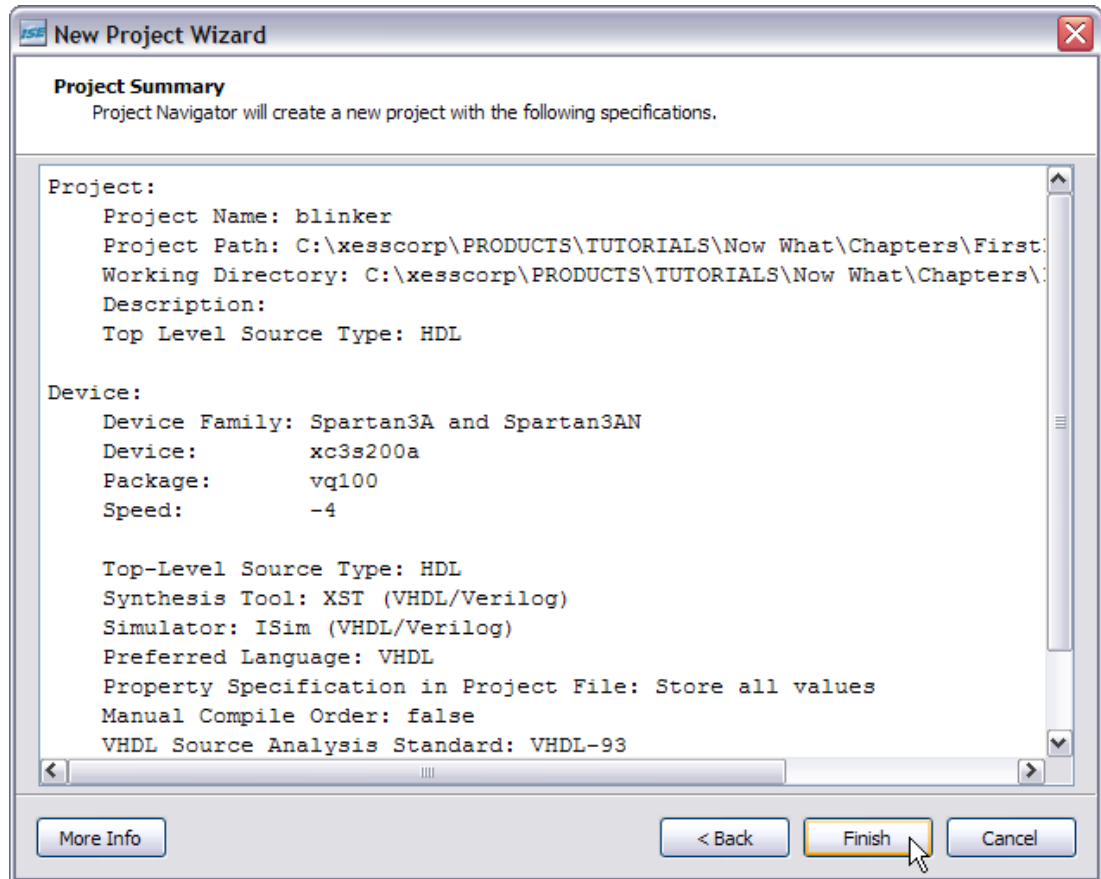 ISE New Project Wizard
Project Summary
Project Navigator will create a new project with the following specifications.
Project:
Project Name: blinker
Project Path: C:\xesscorp\PRODUCTS\TUTORIALS\Now What\Chapters\First
Working Directory: C:\xesscorp\PRODUCTS\TUTORIALS\Now What\Chapters\
Description:
Top Level Source Type: HDL
Device:
Device Family: Spartan3A and Spartan3AN
Device: xc3s200a
Package: vq100
Speed: -4
Top-Level Source Type: HDL
Synthesis Tool: XST (VHDL/Verilog)
Simulator: ISim (VHDL/Verilog)
Preferred Language: VHDL
Property Specification in Project File: Store all values
Manual Compile Order: false
VHDL Source Analysis Standard: VHDL-93
More Info < Back Finish Cancel